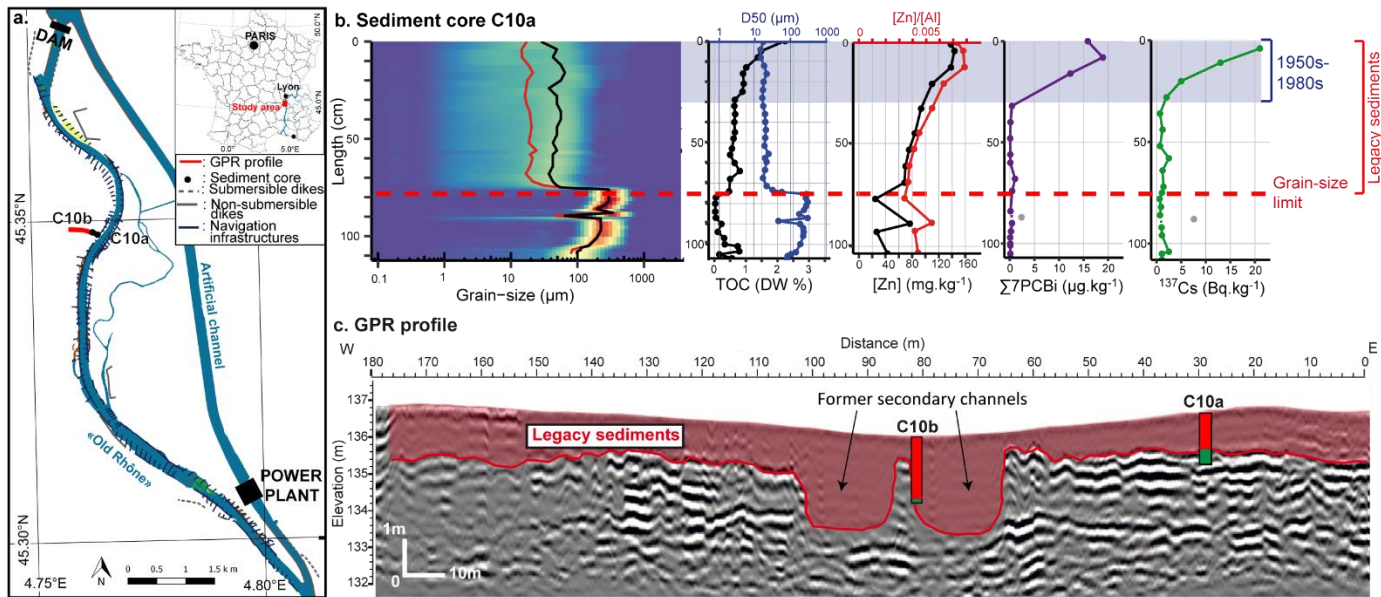 a.
DAM
PARIS
Lyon
Study area
50.0°N
45.0°N
0.0°
5.0°E
: GPR profile
: Sediment core
: Submersible dikes
: Non-submersible
dikes
: Navigation
infrastructures
C10b
C10a
45.35°N
Artificial channel
«Old Rhône»
POWER
PLANT
45.30°N
N
0 0.5 1 1.5 km
4.75°E
4.80°E
b. Sediment core C10a
Length (cm)
0
50
100
0.1 1 10 100 1000
Grain-size (µm)
D50 (µm)
1 10 100 1000
0 1 2 3
TOC (DW %)
[Zn]/[Al]
0.005
0
50
100
0 40 80 160
[Zn] (mg.kg-1)
0
50
100
0 5 10 15 20
∑7PCBi (µg.kg-1)
0
50
100
0 5 10 15 20
137Cs (Bq.kg-1)
1950s-
1980s
Legacy sediments
Grain-size
limit
c. GPR profile
W
Distance (m)
E
180 170 160 150 140 130 120 110 100 90 80 70 60 50 40 30 20 10 0
Elevation (m)
137
136
135
134
133
132
Legacy sediments
Former secondary channels
C10b
C10a
1m
0
10m